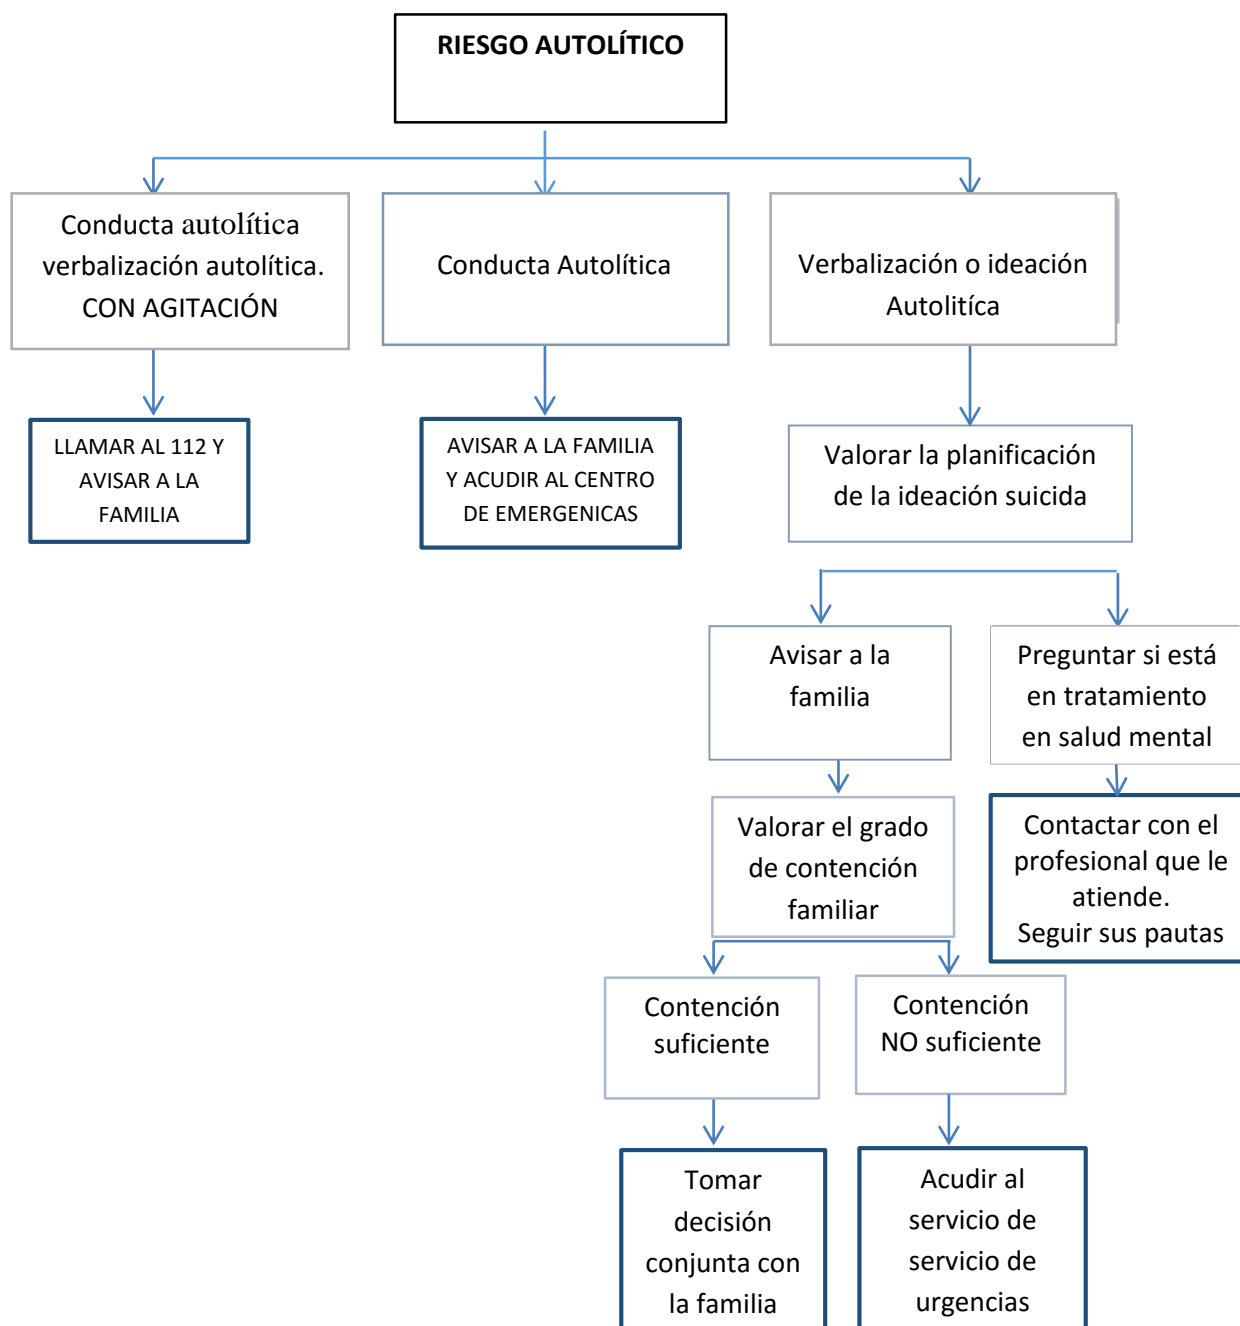 RIESGO AUTOLÍTICO
Conducta autolítica
verbalización autolítica.
CON AGITACIÓN
Conducta Autolítica
Verbalización o ideación
Autolitíca
LLAMAR AL 112 Y
AVISAR A LA
FAMILIA
AVISAR A LA FAMILIA
Y ACUDIR AL CENTRO
DE EMERGENICAS
Valorar la planificación
de la ideación suicida
Avisar a la
familia
Preguntar si está
en tratamiento
en salud mental
Valorar el grado
de contención
familiar
Contactar con el
profesional que le
atiende.
Seguir sus pautas
Contención
suficiente
Contención
NO suficiente
Tomar
decisión
conjunta con
la familia
Acudir al
servicio de
servicio de
urgencias